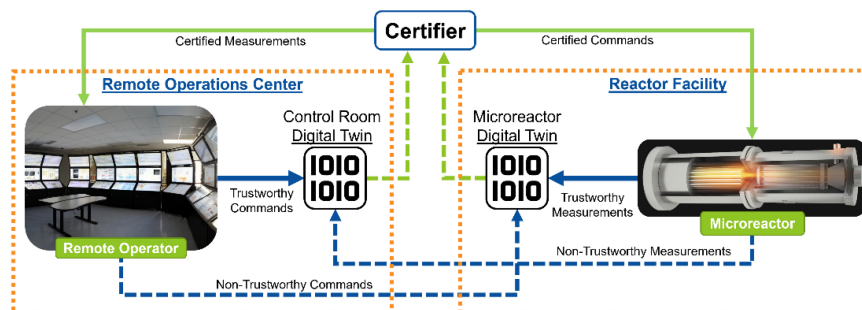 Certifier
Certified Measurements
Certified Commands
Remote Operations Center
Reactor Facility
Control Room
Digital Twin
Microreactor
Digital Twin
1010
1010
1010
1010
Trustworthy
Commands
Trustworthy
Measurements
Remote Operator
Microreactor
Non-Trustworthy Measurements
Non-Trustworthy Commands